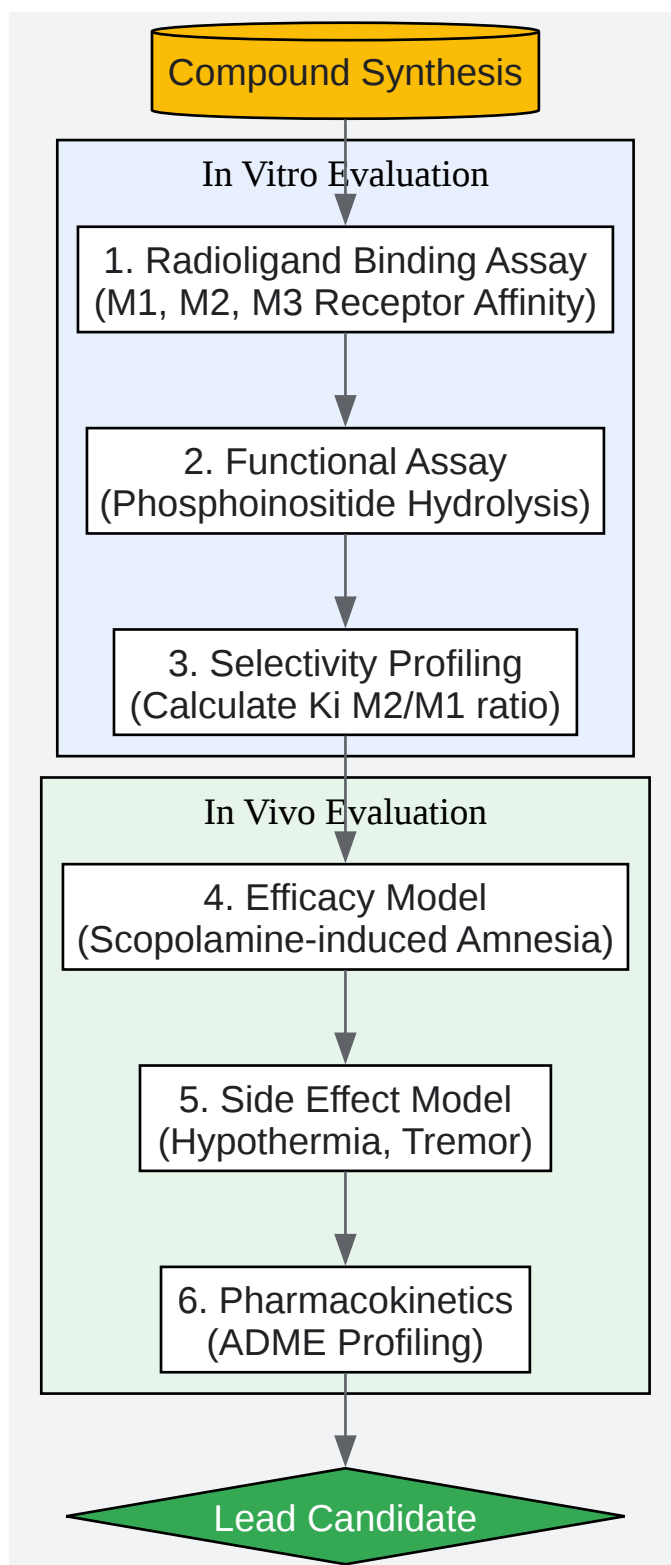 Compound Synthesis
In Vitro Evaluation
1. Radioligand Binding Assay
(M1, M2, M3 Receptor Affinity)
2. Functional Assay
(Phosphoinositide Hydrolysis)
3. Selectivity Profiling
(Calculate Ki M2/M1 ratio)
In Vivo Evaluation
4. Efficacy Model
(Scopolamine-induced Amnesia)
5. Side Effect Model
(Hypothermia, Tremor)
6. Pharmacokinetics
(ADME Profiling)
Lead Candidate